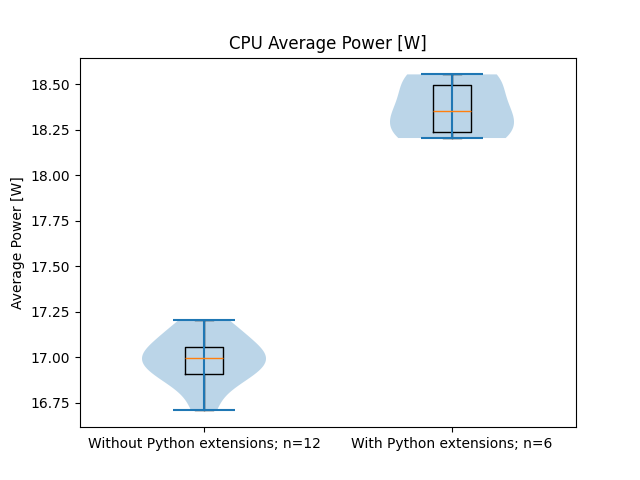 CPU Average Power [W]
Average Power [W]
18.50
18.25
18.00
17.75
17.50
17.25
17.00
16.75
Without Python extensions; n=12
With Python extensions; n=6